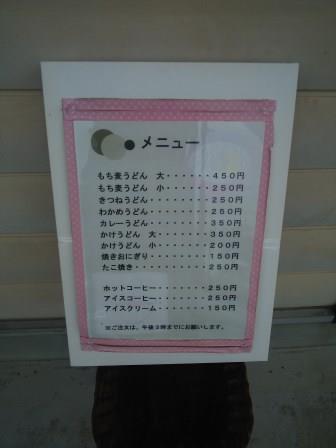 メニュー
もち麦うどん 大・・・・・・・450円
もち麦うどん 小・・・・・・・250円
きつねうどん・・・・・・・・・250円
わかめうどん・・・・・・・・・250円
カレーうどん・・・・・・・・・350円
かけうどん 大・・・・・・・・350円
かけうどん 小・・・・・・・・200円
焼きおにぎり・・・・・・・・・150円
たこ焼き・・・・・・・・・・・250円
ホットコーヒー・・・・・・・・250円
アイスコーヒー・・・・・・・・250円
アイスクリーム・・・・・・・・150円
※ご注文は、午後3時までにお願いします。